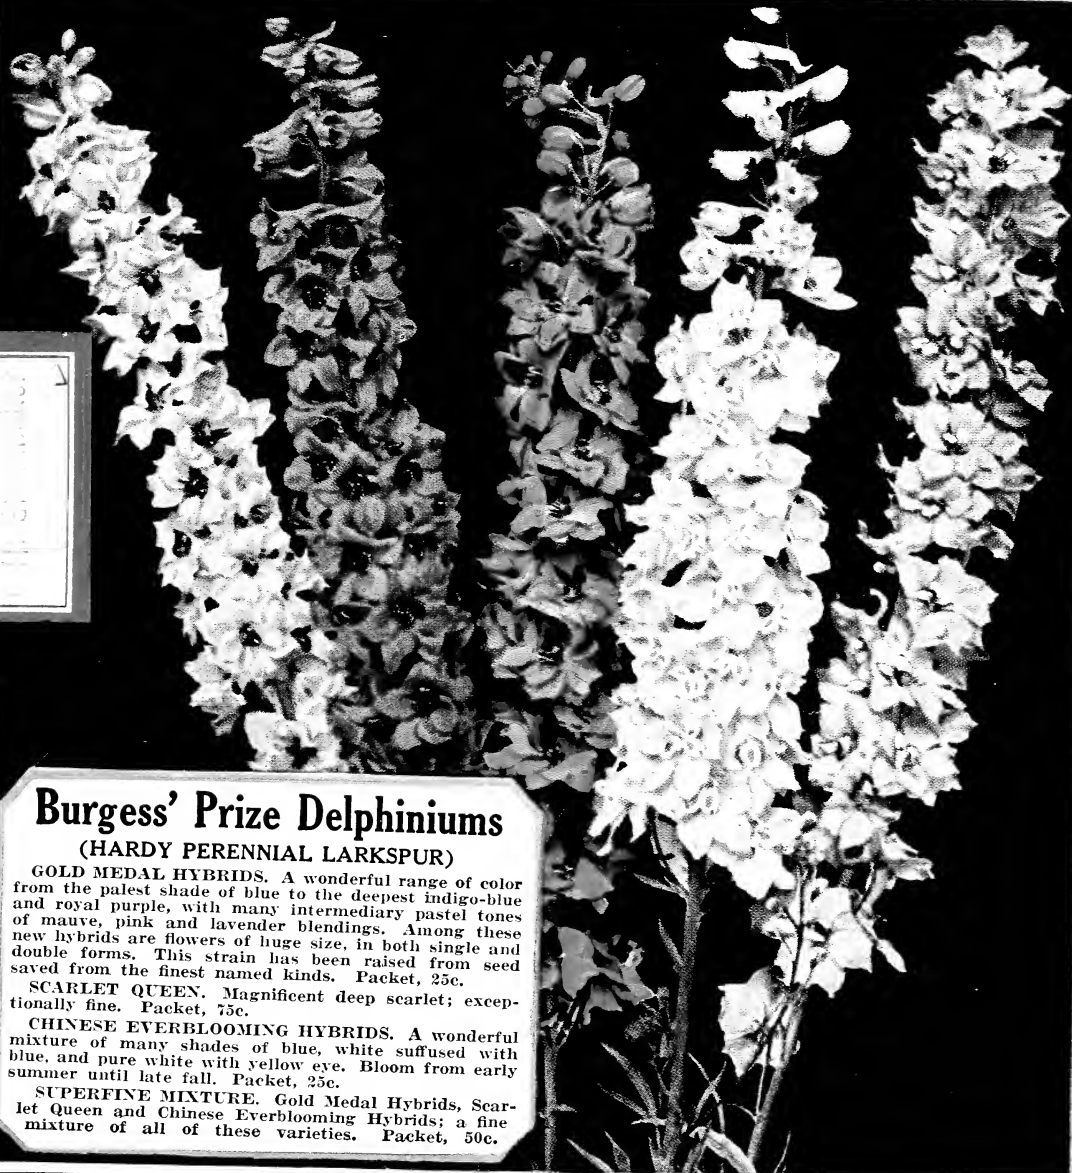 Burgess' Prize Delphiniums
(HARDY PERENNIAL LARKSPUR)
GOLD MEDAL HYBRIDS. A wonderful range of color
from the palest shade of blue to the deepest indigo-blue
and royal purple, with many intermediary pastel tones
of mauve, pink and lavender blendings. Among these
new hybrids are flowers of huge size, in both single and
double forms. This strain has been raised from seed
saved from the finest named kinds. Packet, 25c.
SCARLET QUEEN. Magnificent deep scarlet; excep-
tionally fine. Packet, 75c.
CHINESE EVERBLOOMING HYBRIDS. A wonderful
mixture of many shades of blue, white suffused with
blue, and pure white with yellow eye. Bloom from early
summer until late fall. Packet, 25c.
SUPERFINE MIXTURE. Gold Medal Hybrids, Scar-
let Queen and Chinese Everblooming Hybrids; a fine
mixture of all of these varieties. Packet, 50c.